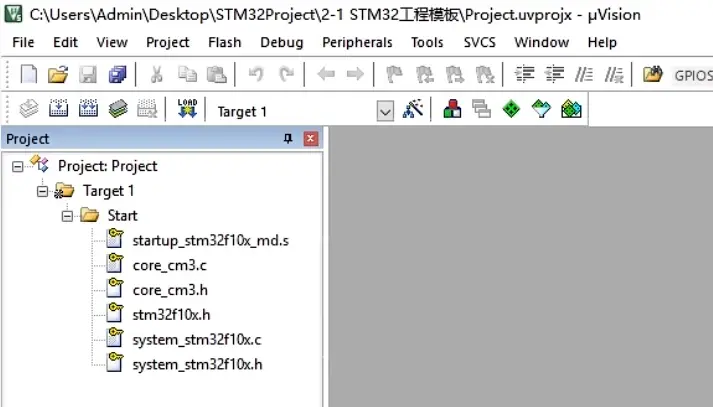 C:\Users\Admin\Desktop\STM32Project\2-1 STM32工程模板\Project.uvprojx - µVision
File Edit View Project Flash Debug Peripherals Tools SVCS Window Help
GPIOS
LOAD
Target 1
Project
Project: Project
Target 1
Start
startup_stm32f10x_md.s
core_cm3.c
core_cm3.h
stm32f10x.h
system_stm32f10x.c
system_stm32f10x.h